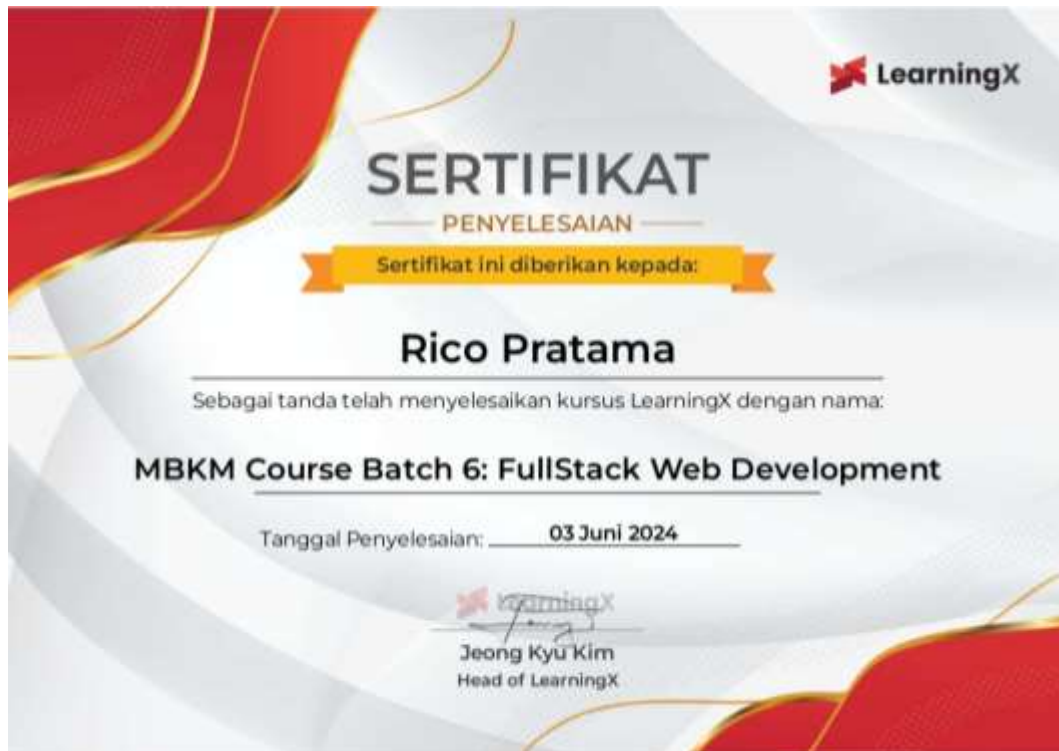 LearningX
SERTIFIKAT
PENYELESAIAN
Sertifikat ini diberikan kepada:
Rico Pratama
Sebagai tanda telah menyelesaikan kursus LearningX dengan nama:
MBKM Course Batch 6: FullStack Web Development
Tanggal Penyelesaian: 03 Juni 2024
LearningX
Jeong Kyu Kim
Head of LearningX